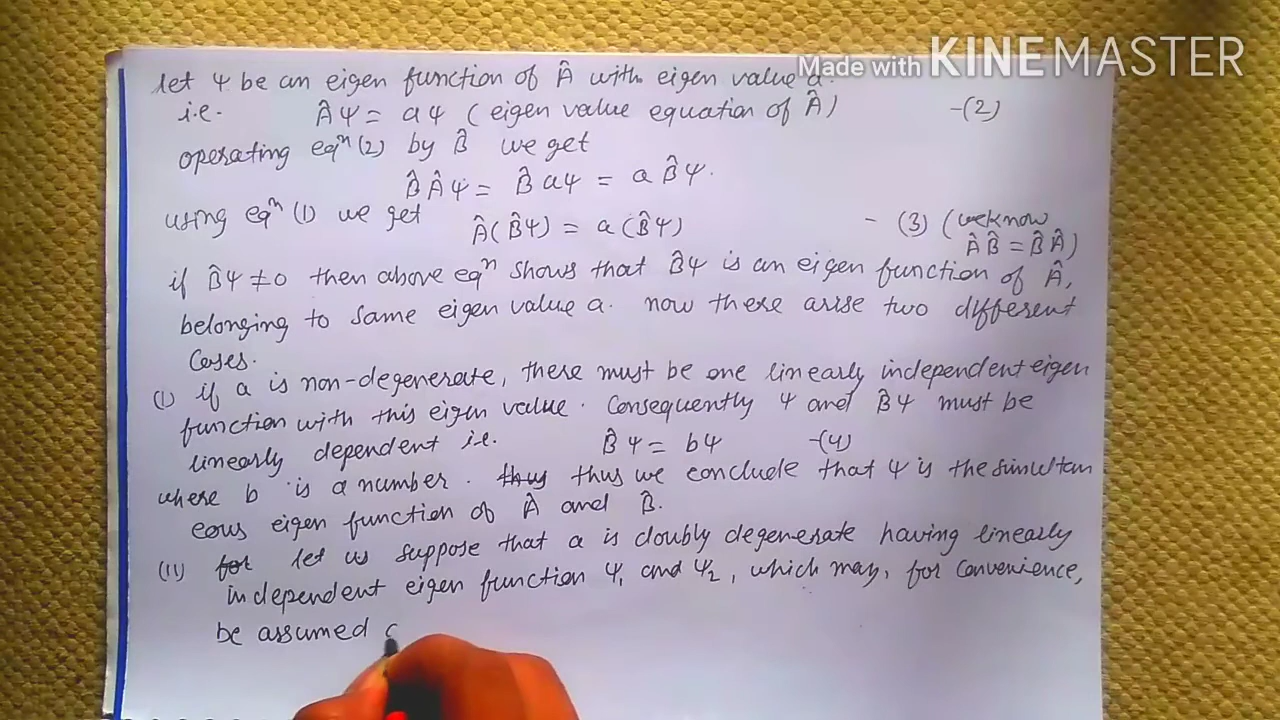 Made with KINEMASTER
let ψ be an eigen function of Â with eigen value a.
i.e. Âψ = aψ (eigen value equation of Â) -(2)
operating eqⁿ(2) by B̂ we get
B̂Âψ = B̂aψ = aB̂ψ.
using eqⁿ(1) we get Â(B̂ψ) = a(B̂ψ) - (3) (we know
ÂB̂ = B̂Â)
if B̂ψ ≠ 0 then above eqⁿ shows that B̂ψ is an eigen function of Â,
belonging to same eigen value a. now there arise two different
Cases.
(I) if a is non-degenerate, there must be one linearly independent eigen
function with this eigen value. Consequently ψ and B̂ψ must be
linearly dependent i.e. B̂ψ = bψ -(4)
where b is a number. thus thus we conclude that ψ is the simultan
eous eigen function of Â and B̂.
(II) for let us suppose that a is doubly degenerate having linearly
independent eigen function ψ₁ and ψ₂, which may, for convenience,
be assumed